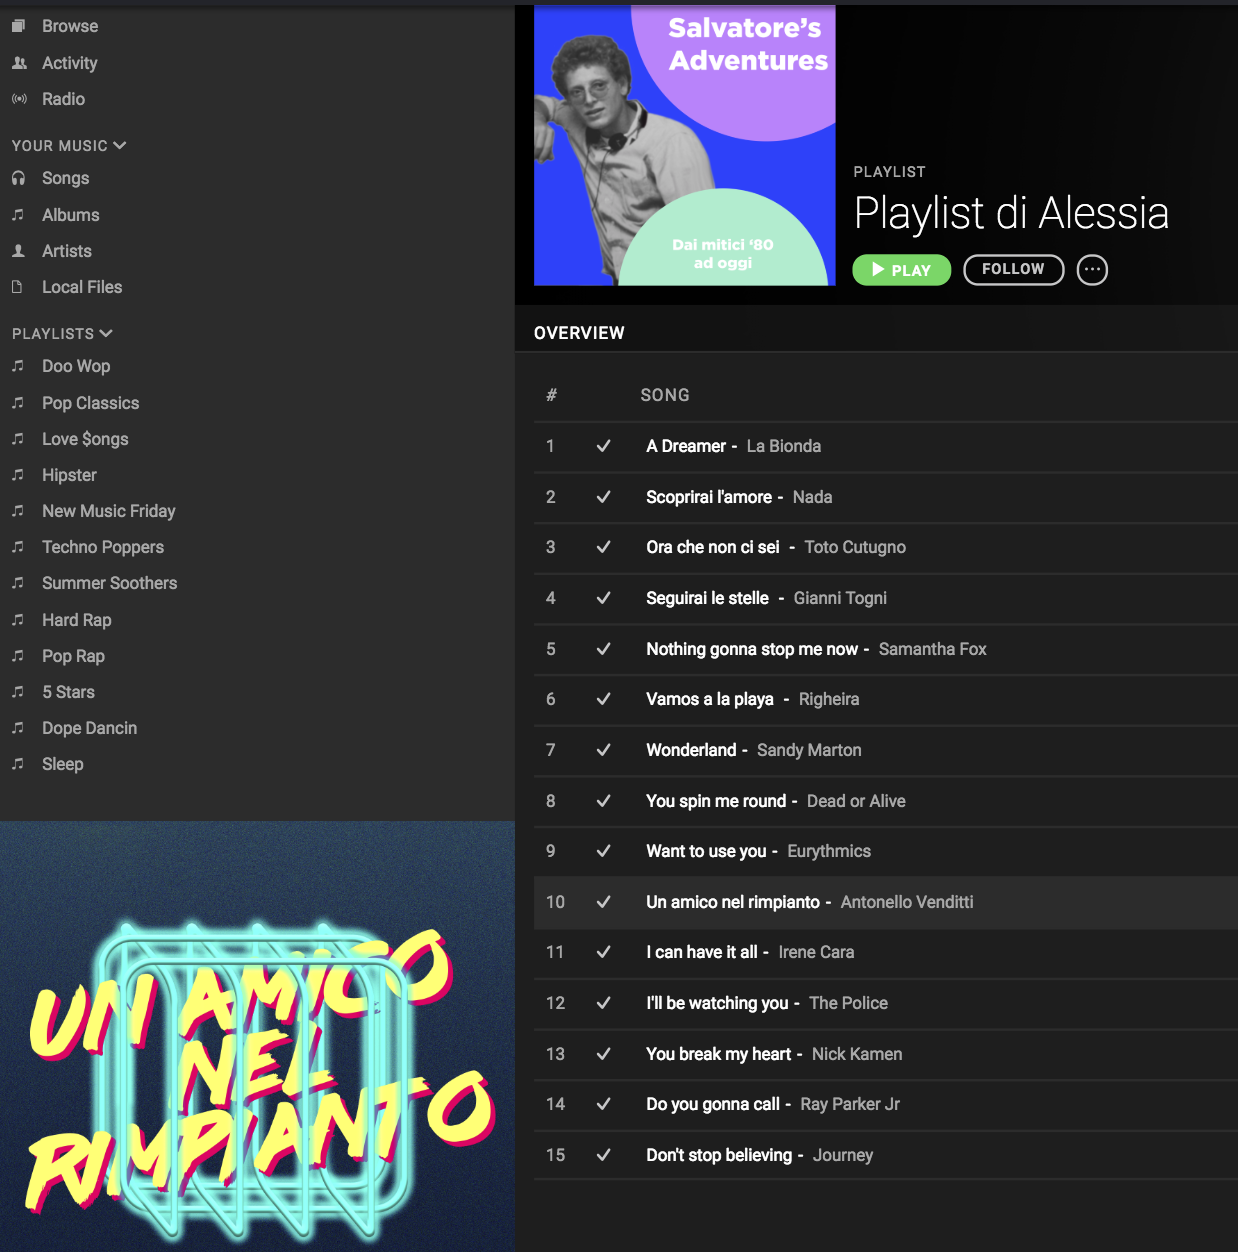 Browse
Activity
Radio
YOUR MUSIC
Songs
Albums
Artists
Local Files
PLAYLISTS
Doo Wop
Pop Classics
Love $ongs
Hipster
New Music Friday
Techno Poppers
Summer Soothers
Hard Rap
Pop Rap
5 Stars
Dope Dancin
Sleep
UN AMICO
NEL
RIMPIANTO
Salvatore's
Adventures
Dai mitici '80
ad oggi
PLAYLIST
Playlist di Alessia
PLAY FOLLOW
OVERVIEW
# SONG
1 A Dreamer - La Bionda
2 Scoprirai l'amore - Nada
3 Ora che non ci sei - Toto Cutugno
4 Seguirai le stelle - Gianni Togni
5 Nothing gonna stop me now - Samantha Fox
6 Vamos a la playa - Righeira
7 Wonderland - Sandy Marton
8 You spin me round - Dead or Alive
9 Want to use you - Eurythmics
10 Un amico nel rimpianto - Antonello Venditti
11 I can have it all - Irene Cara
12 I'll be watching you - The Police
13 You break my heart - Nick Kamen
14 Do you gonna call - Ray Parker Jr
15 Don't stop believing - Journey